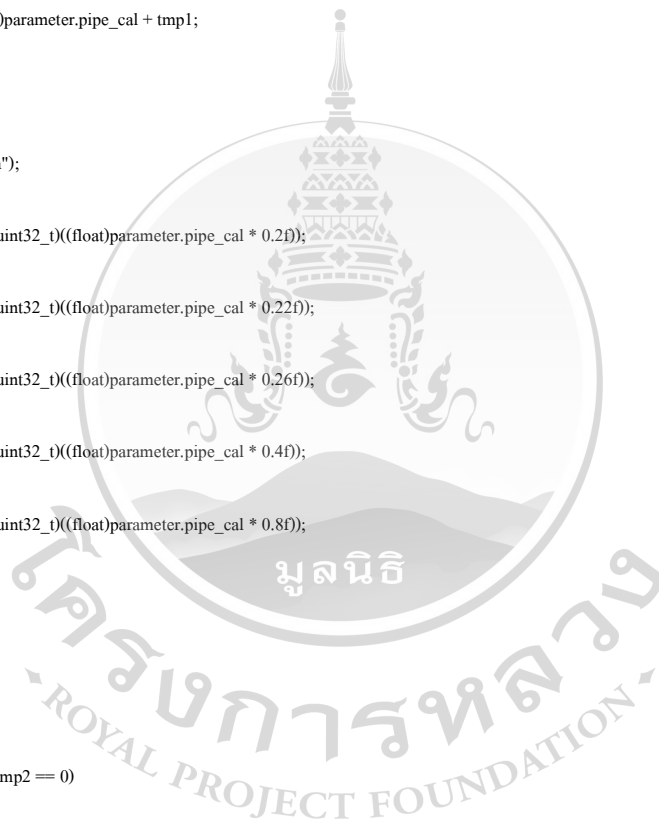 )parameter.pipe_cal + tmp1;
");
uint32_t)((float)parameter.pipe_cal * 0.2f));
uint32_t)((float)parameter.pipe_cal * 0.22f));
uint32_t)((float)parameter.pipe_cal * 0.26f));
uint32_t)((float)parameter.pipe_cal * 0.4f));
uint32_t)((float)parameter.pipe_cal * 0.8f));
มูลนิธิ
โครงการหลวง
ROYAL PROJECT FOUNDATION
mp2 == 0)